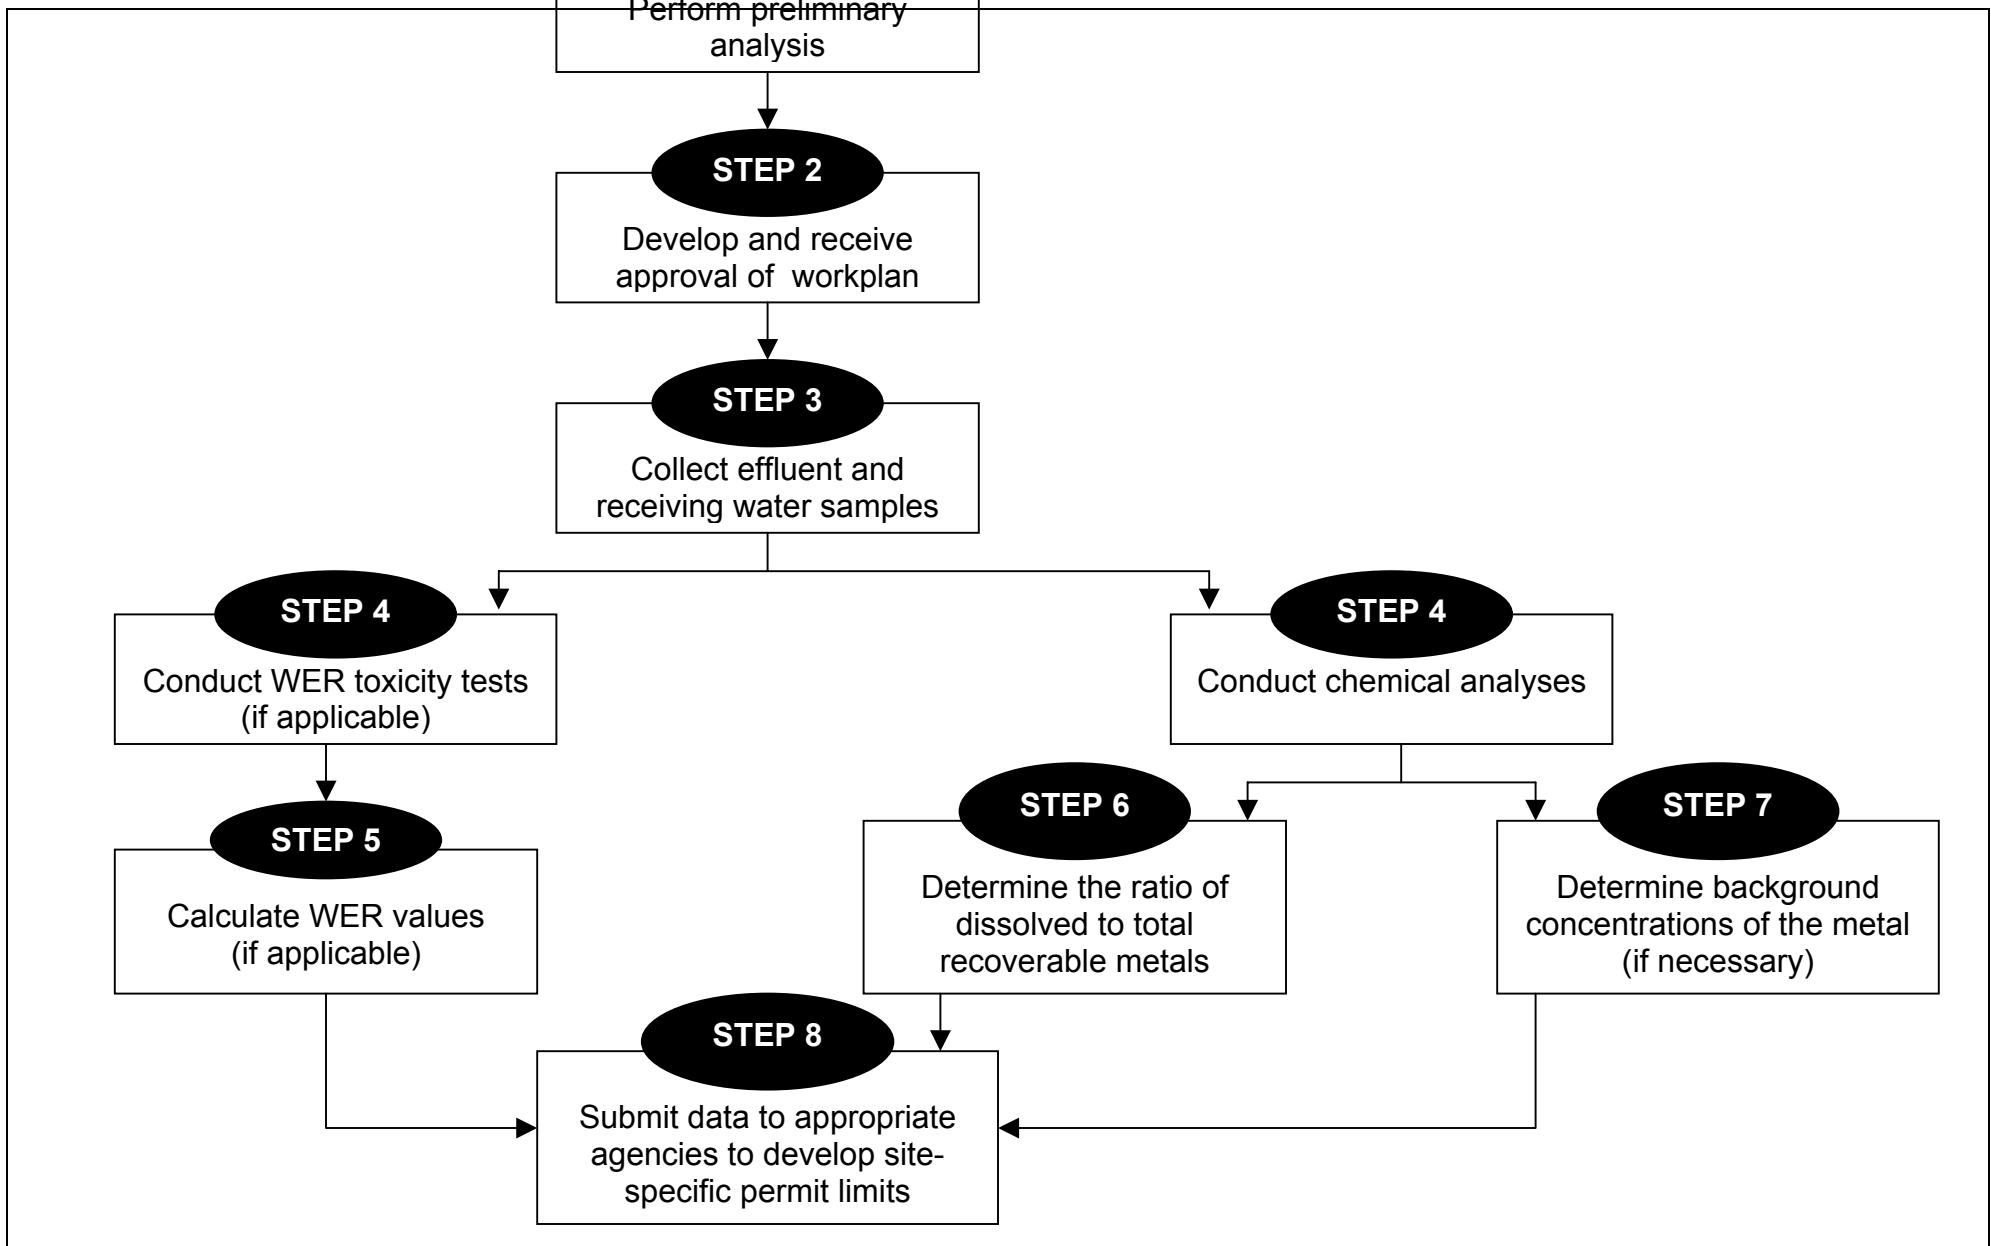 Perform preliminary
analysis
STEP 2
Develop and receive
approval of workplan
STEP 3
Collect effluent and
receiving water samples
STEP 4
Conduct WER toxicity tests
(if applicable)
STEP 4
Conduct chemical analyses
STEP 5
Calculate WER values
(if applicable)
STEP 6
Determine the ratio of
dissolved to total
recoverable metals
STEP 7
Determine background
concentrations of the metal
(if necessary)
STEP 8
Submit data to appropriate
agencies to develop site-
specific permit limits